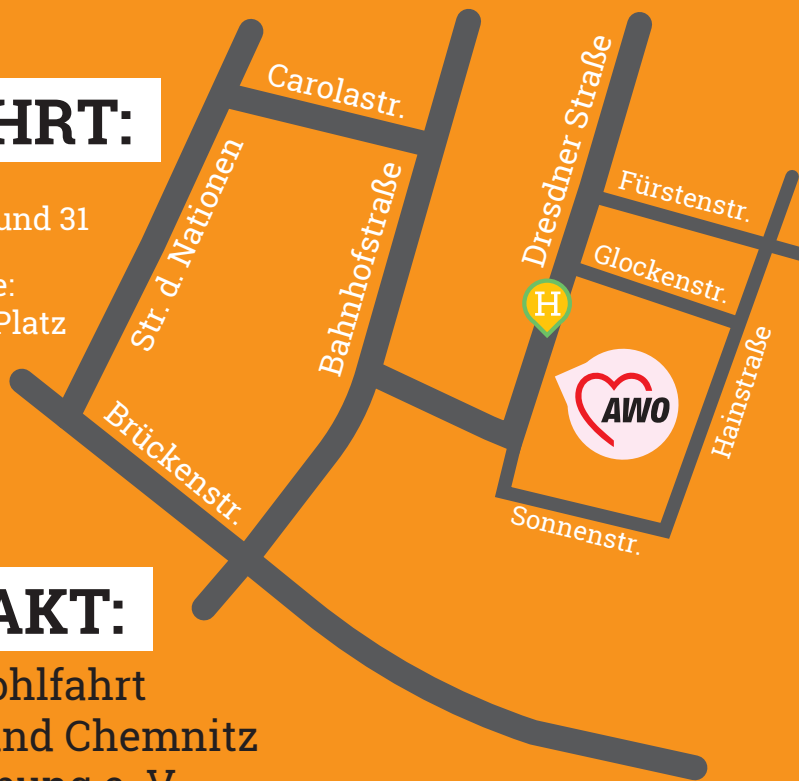 HRT:
und 31
e:
Platz
Carolastr.
Str. d. Nationen
Bahnhofstraße
Dresdner Straße
Fürstenstr.
Glockenstr.
H
AWO
Hainstraße
Brückenstr.
Sonnenstr.
AKT:
ohlfahrt
and Chemnitz